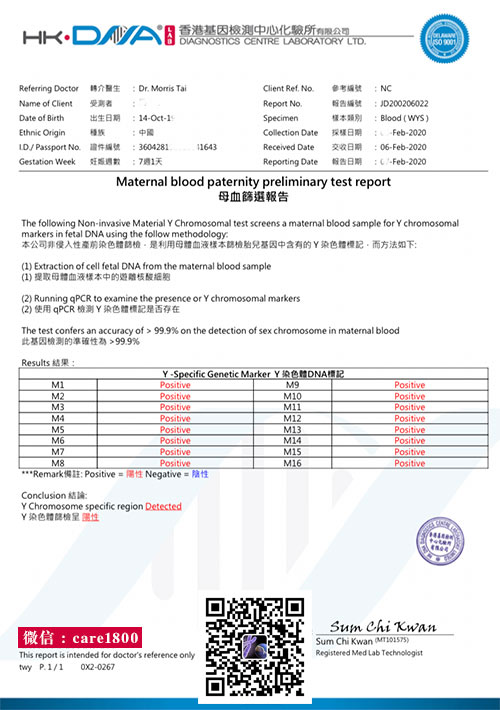 HK·DNA LAB 香港基因檢測中心化驗所有限公司
DIAGNOSTICS CENTRE LABORATORY LTD.
DELAWARE
ISO 9001
Referring Doctor 轉介醫生 : Dr. Morris Tai Client Ref. No. 參考編號 : NC
Name of Client 受測者 : Report No. 報告編號 : JD200206022
Date of Birth 出生日期 : 14-Oct-19 Specimen 樣本類別 : Blood ( WYS )
Ethnic Origin 種族 : 中國 Collection Date 採樣日期 : -Feb-2020
I.D./ Passport No. 證件編號 : 3604281 41643 Received Date 交收日期 : 06-Feb-2020
Gestation Week 妊娠週數 : 7週1天 Reporting Date 報告日期 : -Feb-2020
Maternal blood paternity preliminary test report
母血篩選報告
The following Non-invasive Material Y Chromosomal test screens a maternal blood sample for Y chromosomal
markers in fetal DNA using the follow methodology:
本公司非侵入性產前染色體篩檢，是利用母體血液樣本篩檢胎兒基因中含有的 Y 染色體標記，而方法如下:
(1) Extraction of cell fetal DNA from the maternal blood sample
(1) 提取母體血液樣本中的遊離核酸細胞
(2) Running qPCR to examine the presence or Y chromosomal markers
(2) 使用 qPCR 檢測 Y 染色體標記是否存在
The test confers an accuracy of > 99.9% on the detection of sex chromosome in maternal blood
此基因檢測的準確性為 >99.9%
Results 結果 :
Y -Specific Genetic Marker Y 染色體DNA標記
M1 Positive M9 Positive
M2 Positive M10 Positive
M3 Positive M11 Positive
M4 Positive M12 Positive
M5 Positive M13 Positive
M6 Positive M14 Positive
M7 Positive M15 Positive
M8 Positive M16 Positive
***Remark備註: Positive = 陽性 Negative = 陰性
Conclusion 結論:
Y Chromosome specific region Detected
Y 染色體篩檢呈 陽性
香港基因檢測
中心化驗所
有限公司
Sum Chi Kwan
微信：care1800
Sum Chi Kwan (MT101575)
This report is intended for doctor's reference only Registered Med Lab Technologist
twy P. 1 / 1 0X2-0267